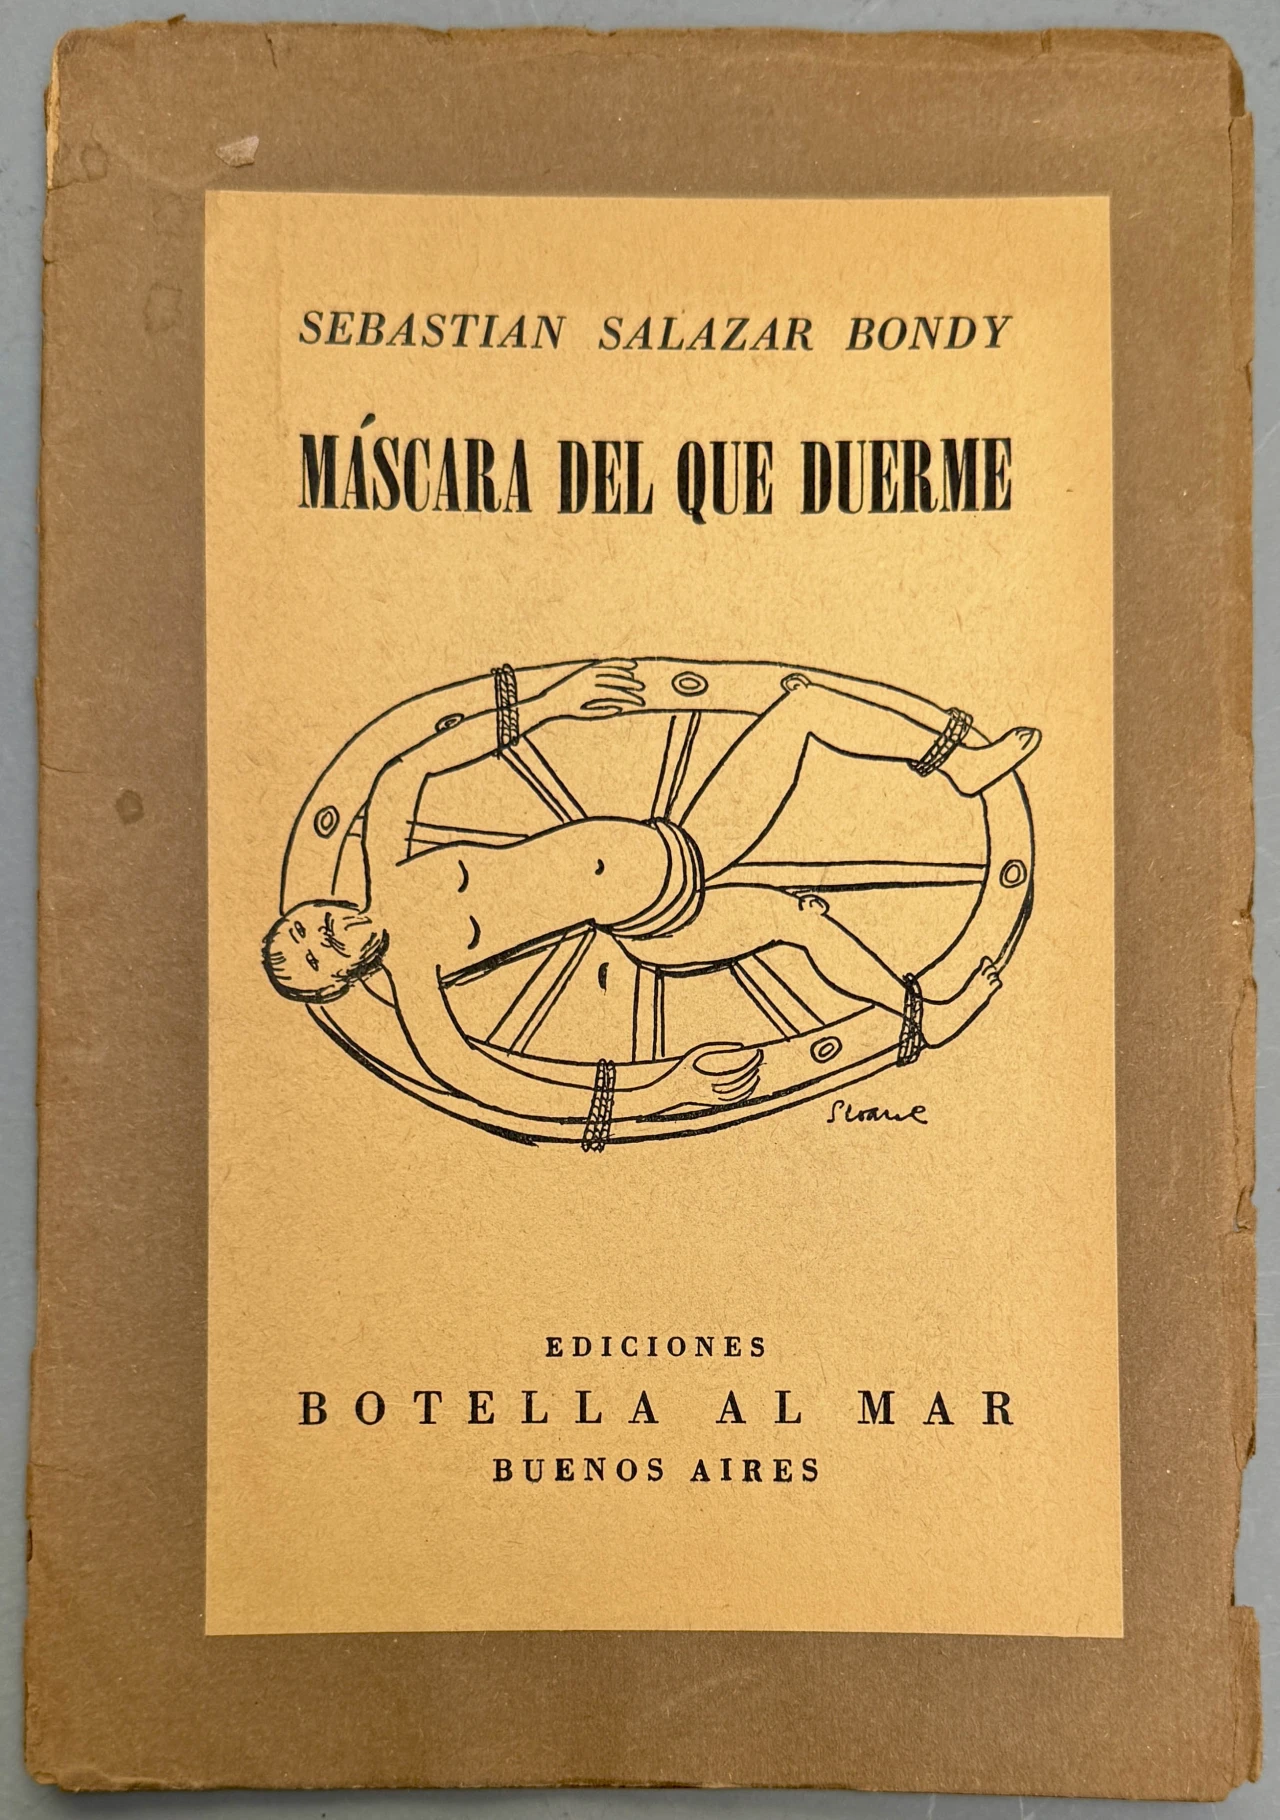 SEBASTIAN SALAZAR BONDY
MÁSCARA DEL QUE DUERME
EDICIONES
BOTELLA AL MAR
BUENOS AIRES